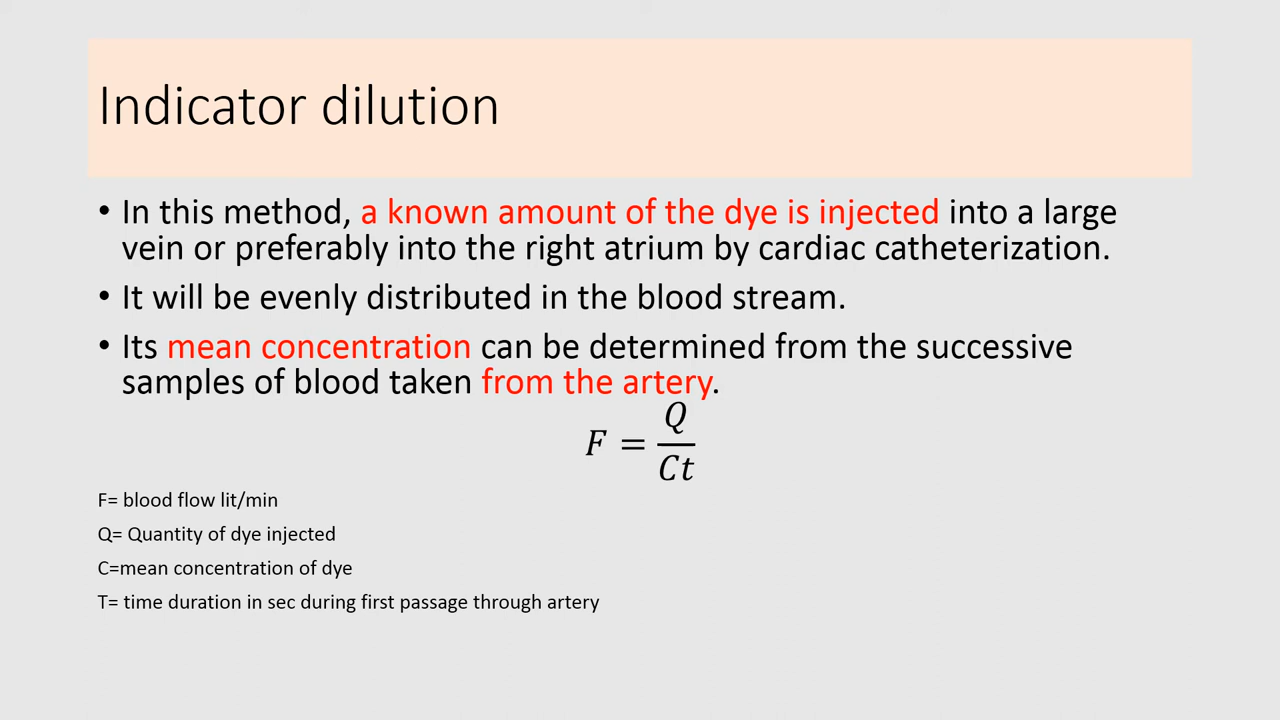 Indicator dilution
• In this method, a known amount of the dye is injected into a large
vein or preferably into the right atrium by cardiac catheterization.
• It will be evenly distributed in the blood stream.
• Its mean concentration can be determined from the successive
samples of blood taken from the artery.
F = Q/Ct
F= blood flow lit/min
Q= Quantity of dye injected
C=mean concentration of dye
T= time duration in sec during first passage through artery